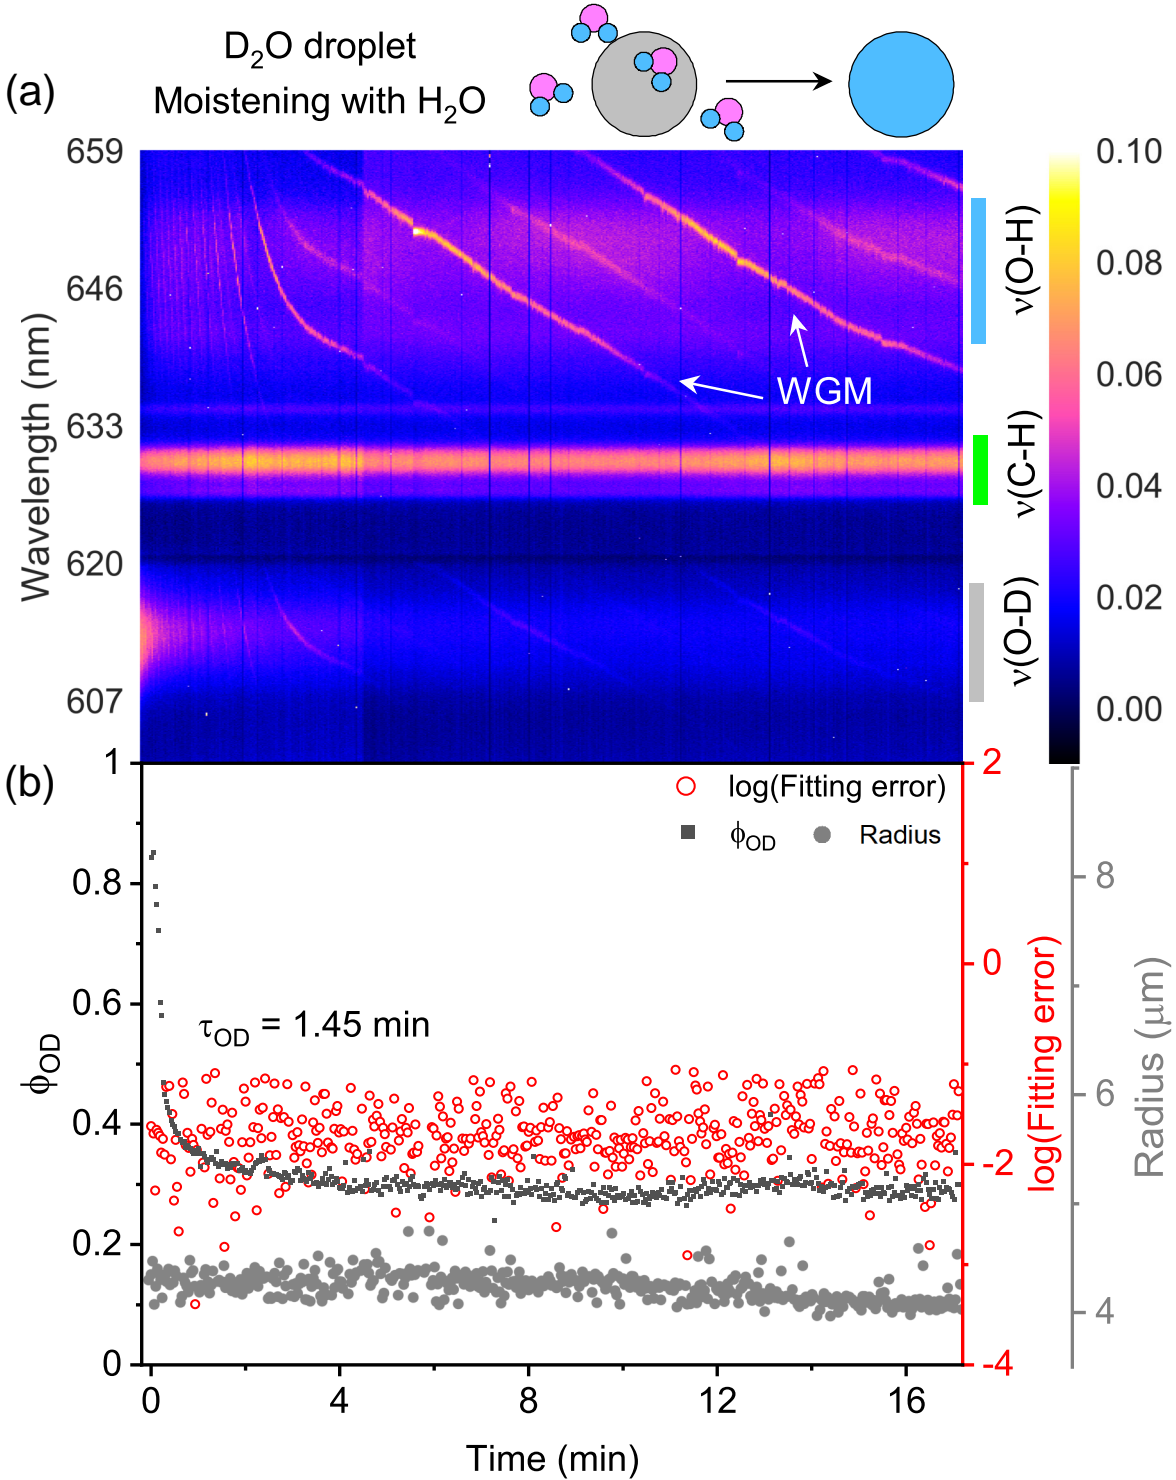 D₂O droplet
(a)
Moistening with H₂O
659
646
633
620
607
Wavelength (nm)
WGM
ν(O-H)
ν(C-H)
ν(O-D)
0.10
0.08
0.06
0.04
0.02
0.00
(b)
1
0.8
0.6
0.4
0.2
0
ϕOD
log(Fitting error)
ϕOD
Radius
τOD = 1.45 min
2
0
-2
-4
log(Fitting error)
8
6
4
Radius (μm)
0
4
8
12
16
Time (min)